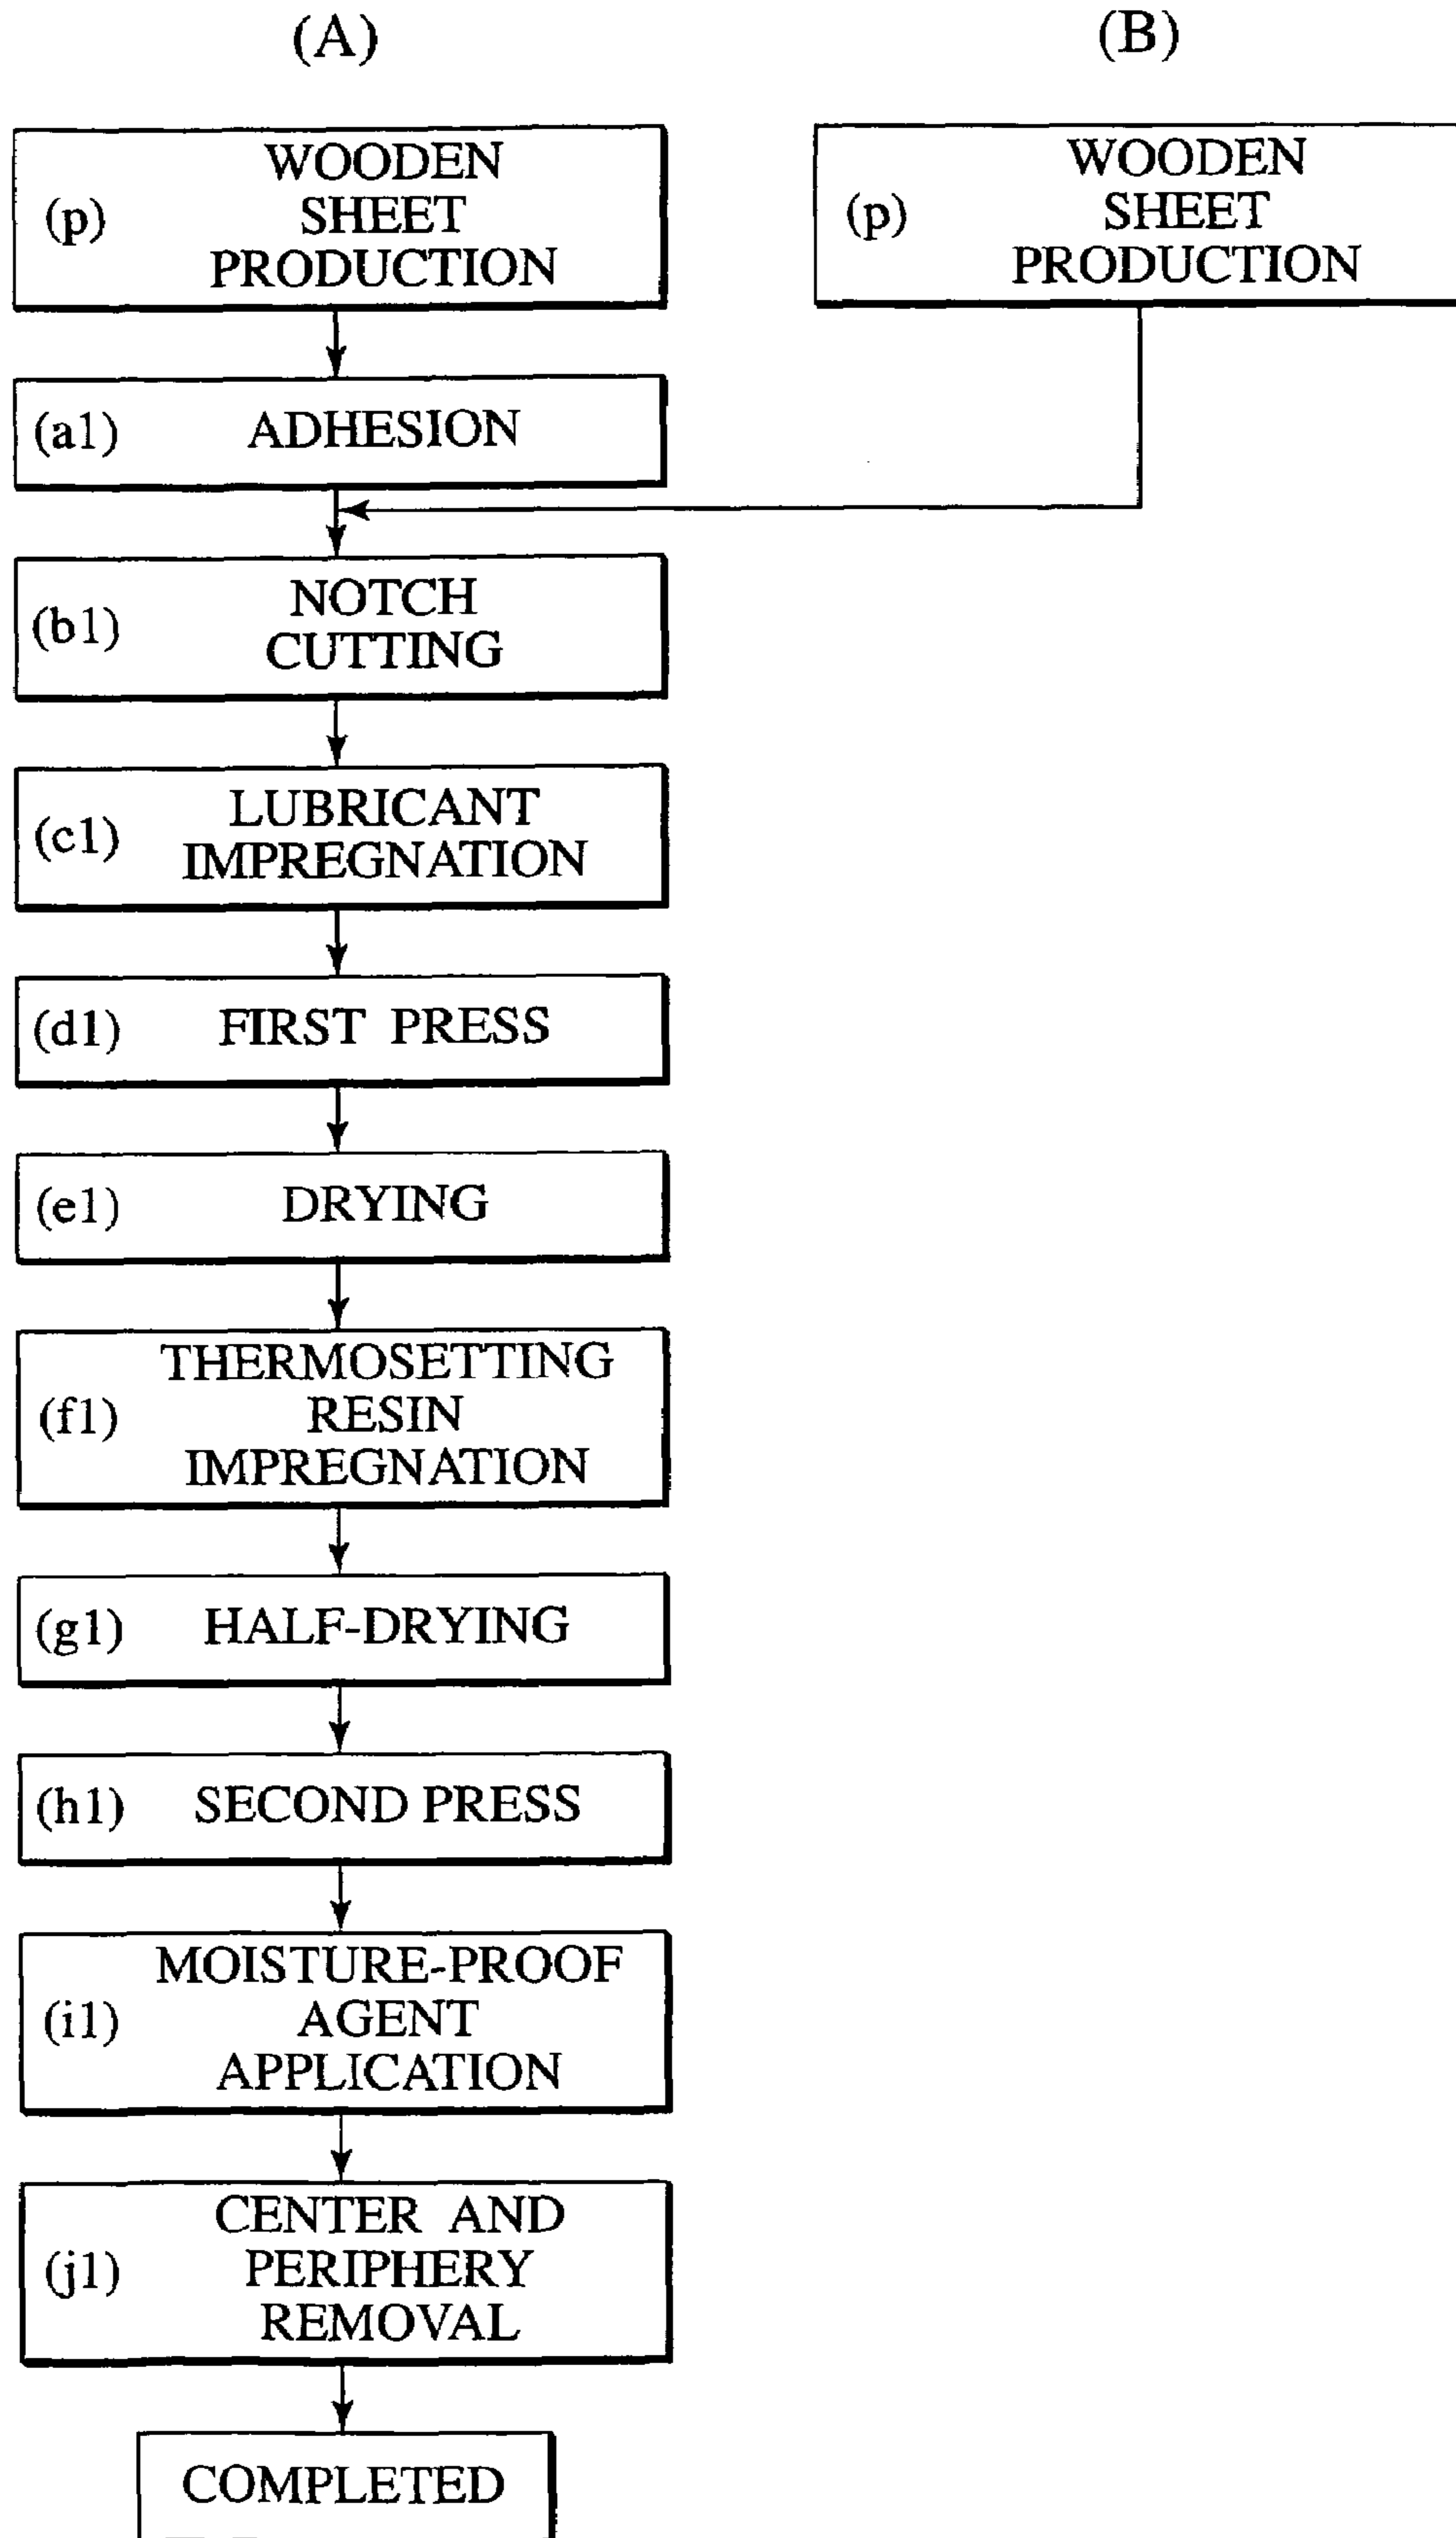 (A)
(B)
(p)
WOODEN
SHEET
PRODUCTION
(p)
WOODEN
SHEET
PRODUCTION
(a1) ADHESION
(b1)
NOTCH
CUTTING
(c1)
LUBRICANT
IMPREGNATION
(d1) FIRST PRESS
(e1) DRYING
(f1)
THERMOSETTING
RESIN
IMPREGNATION
(g1) HALF-DRYING
(h1) SECOND PRESS
(i1)
MOISTURE-PROOF
AGENT
APPLICATION
(j1)
CENTER AND
PERIPHERY
REMOVAL
COMPLETED